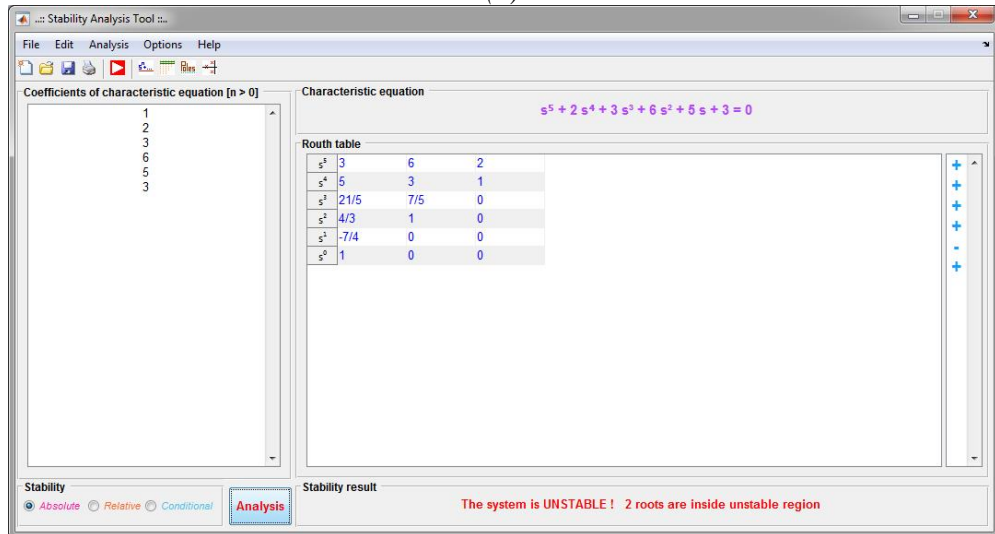 ..:: Stability Analysis Tool ::..
File Edit Analysis Options Help
Coefficients of characteristic equation [n > 0]
1
2
3
6
5
3
Characteristic equation
s⁵ + 2 s⁴ + 3 s³ + 6 s² + 5 s + 3 = 0
Routh table
s⁵ 3 6 2 +
s⁴ 5 3 1 +
s³ 21/5 7/5 0 +
s² 4/3 1 0 +
s¹ -7/4 0 0 -
s⁰ 1 0 0 +
Stability
Absolute Relative Conditional
Analysis
Stability result
The system is UNSTABLE ! 2 roots are inside unstable region